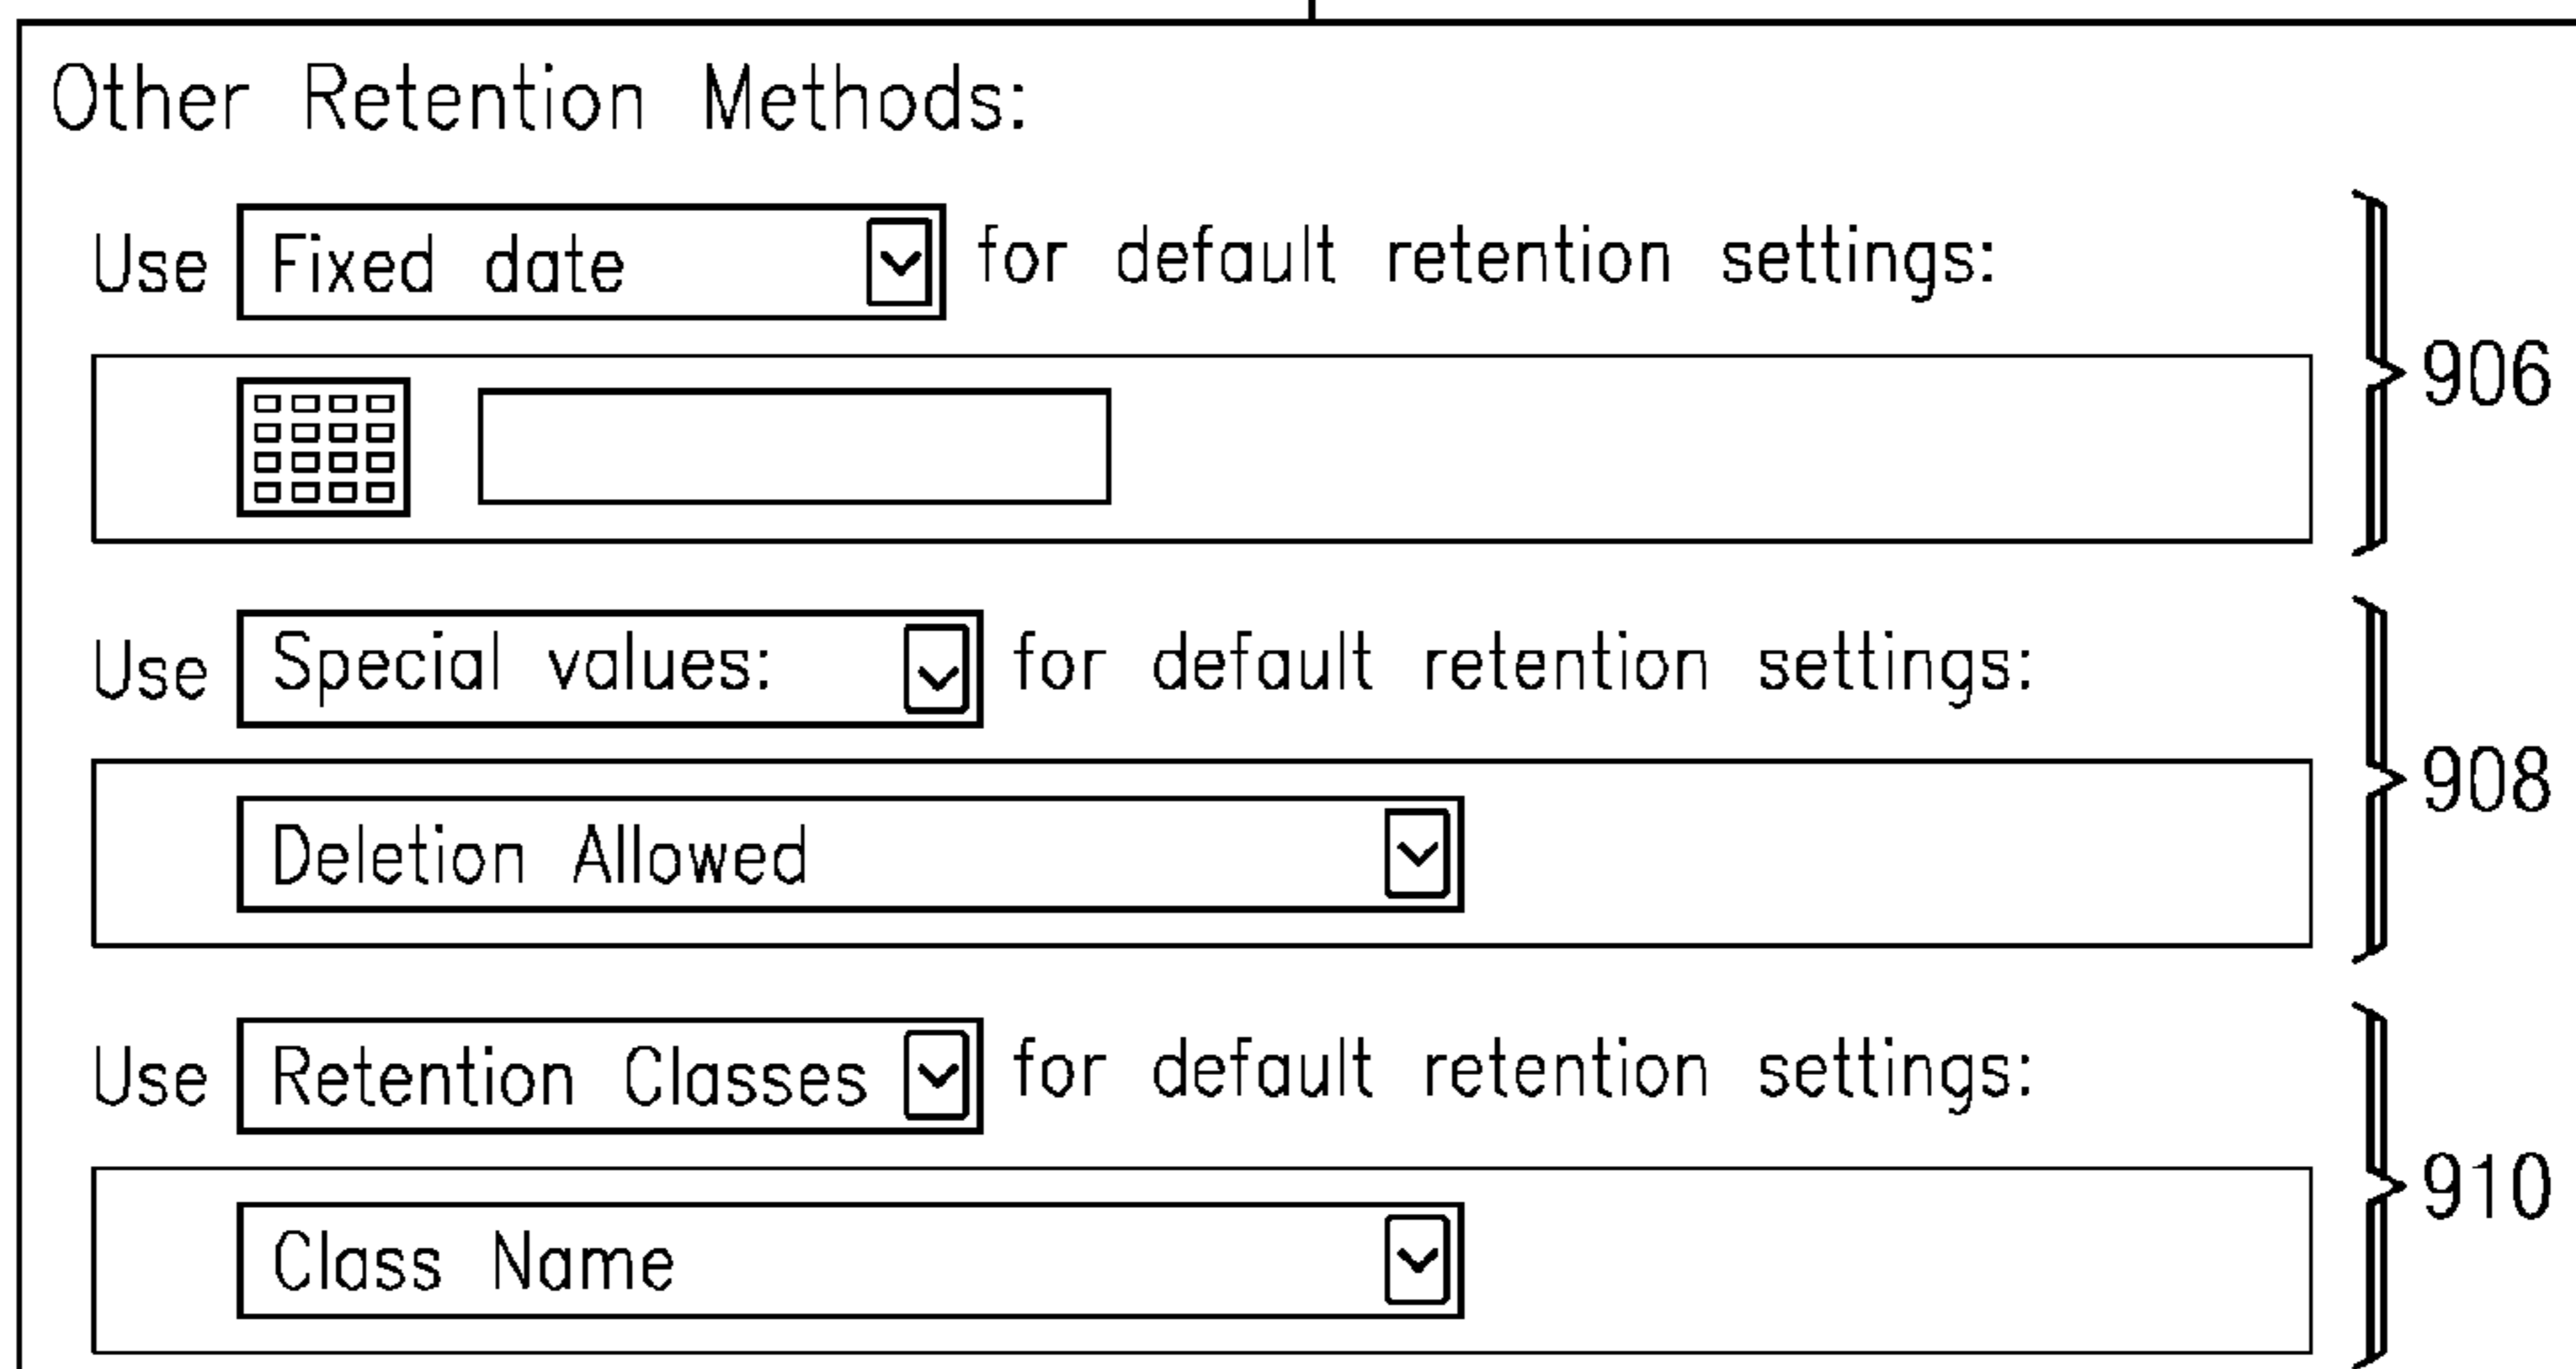 Other Retention Methods:
Use Fixed date for default retention settings:
906
Use Special values: for default retention settings:
908
Deletion Allowed
Use Retention Classes for default retention settings:
910
Class Name